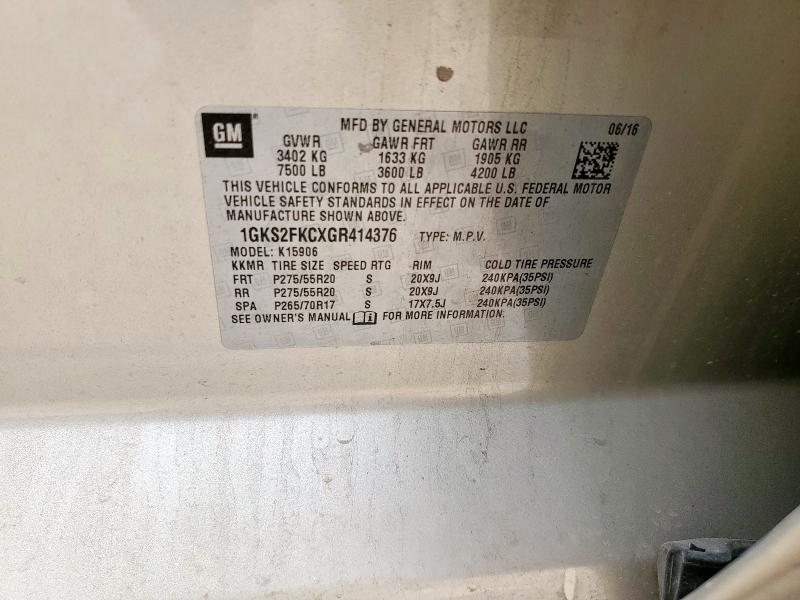 GM
MFD BY GENERAL MOTORS LLC 06/16
GVWR GAWR FRT GAWR RR
3402 KG 1633 KG 1905 KG
7500 LB 3600 LB 4200 LB
THIS VEHICLE CONFORMS TO ALL APPLICABLE U.S. FEDERAL MOTOR
VEHICLE SAFETY STANDARDS IN EFFECT ON THE DATE OF
MANUFACTURE SHOWN ABOVE.
1GKS2FKCXGR414376 TYPE: M.P.V.
MODEL: K15906
KKMR TIRE SIZE SPEED RTG RIM COLD TIRE PRESSURE
FRT P275/55R20 S 20X9J 240KPA(35PSI)
RR P275/55R20 S 20X9J 240KPA(35PSI)
SPA P265/70R17 S 17X7.5J 240KPA(35PSI)
SEE OWNER'S MANUAL i FOR MORE INFORMATION.